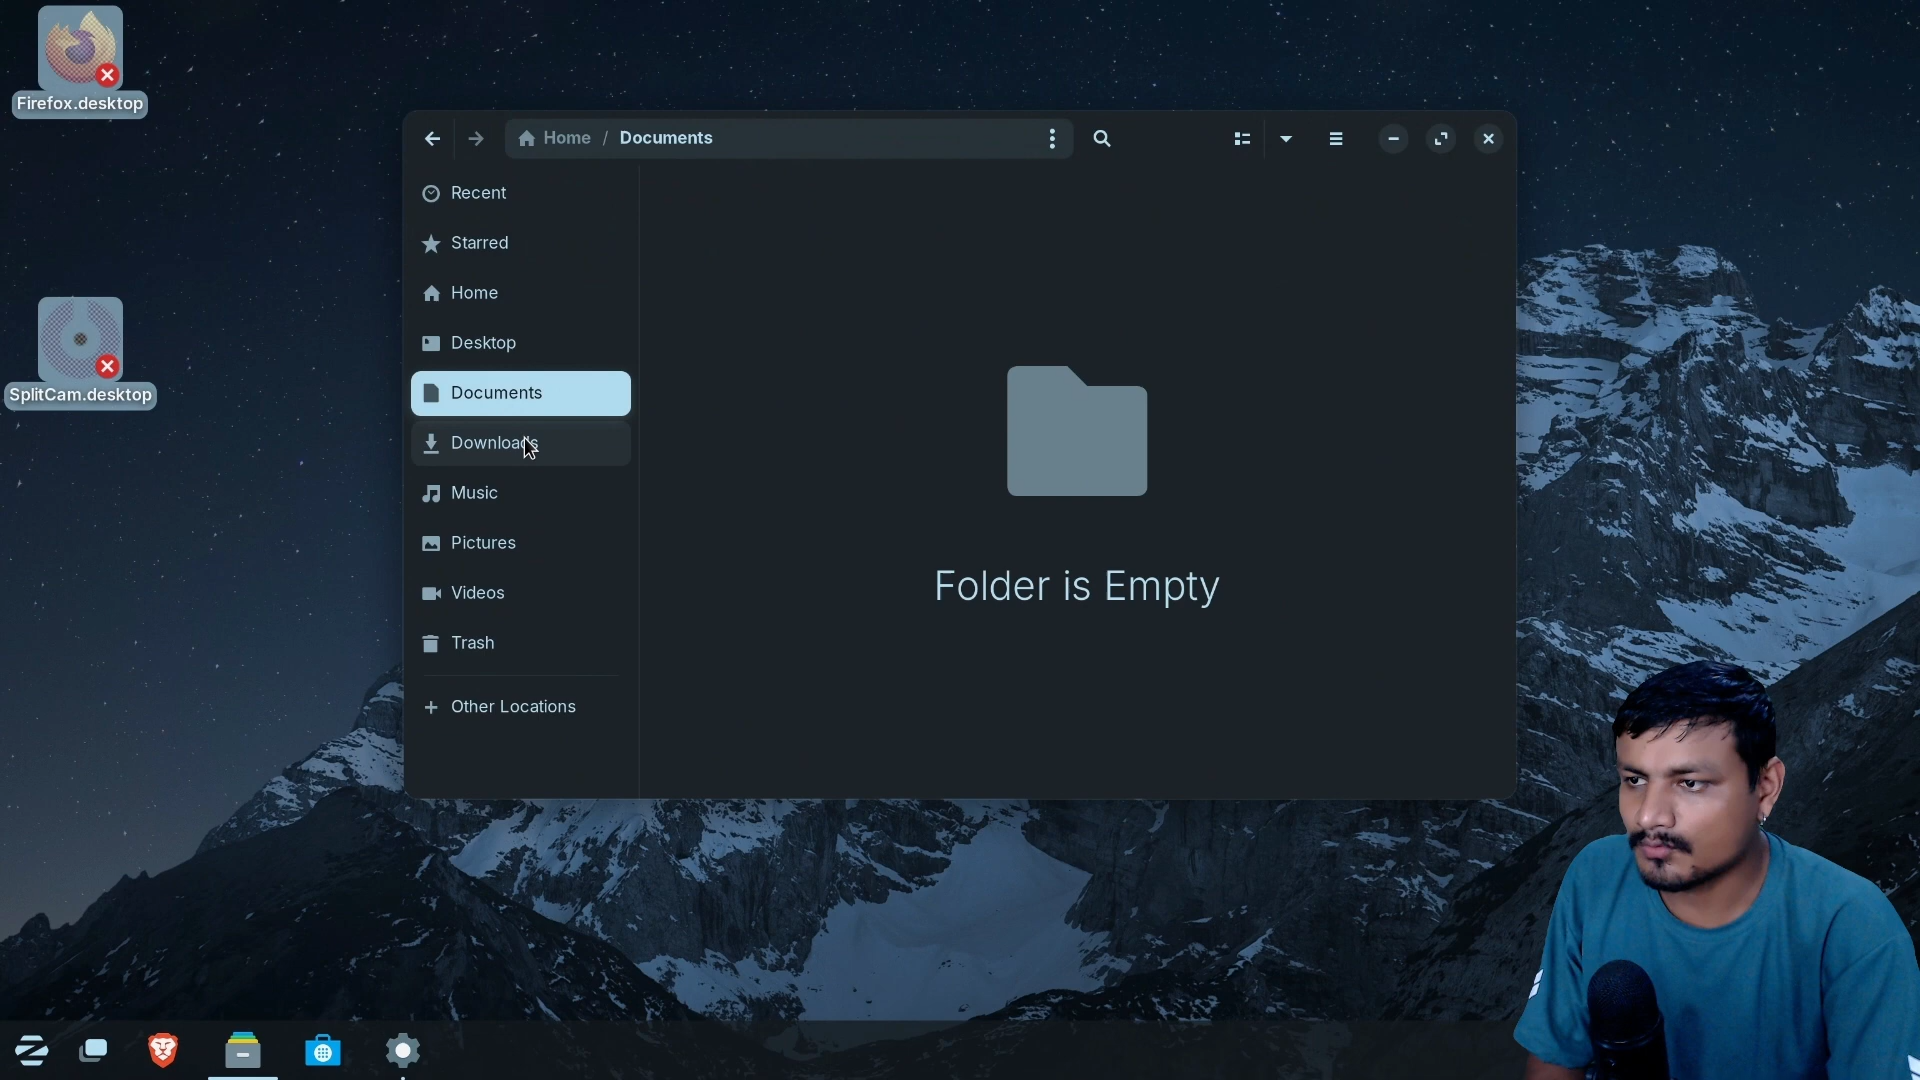 Firefox.desktop
SplitCam.desktop
Home / Documents
Recent
Starred
Home
Desktop
Documents
Downloads
Music
Pictures
Videos
Trash
Other Locations
Folder is Empty